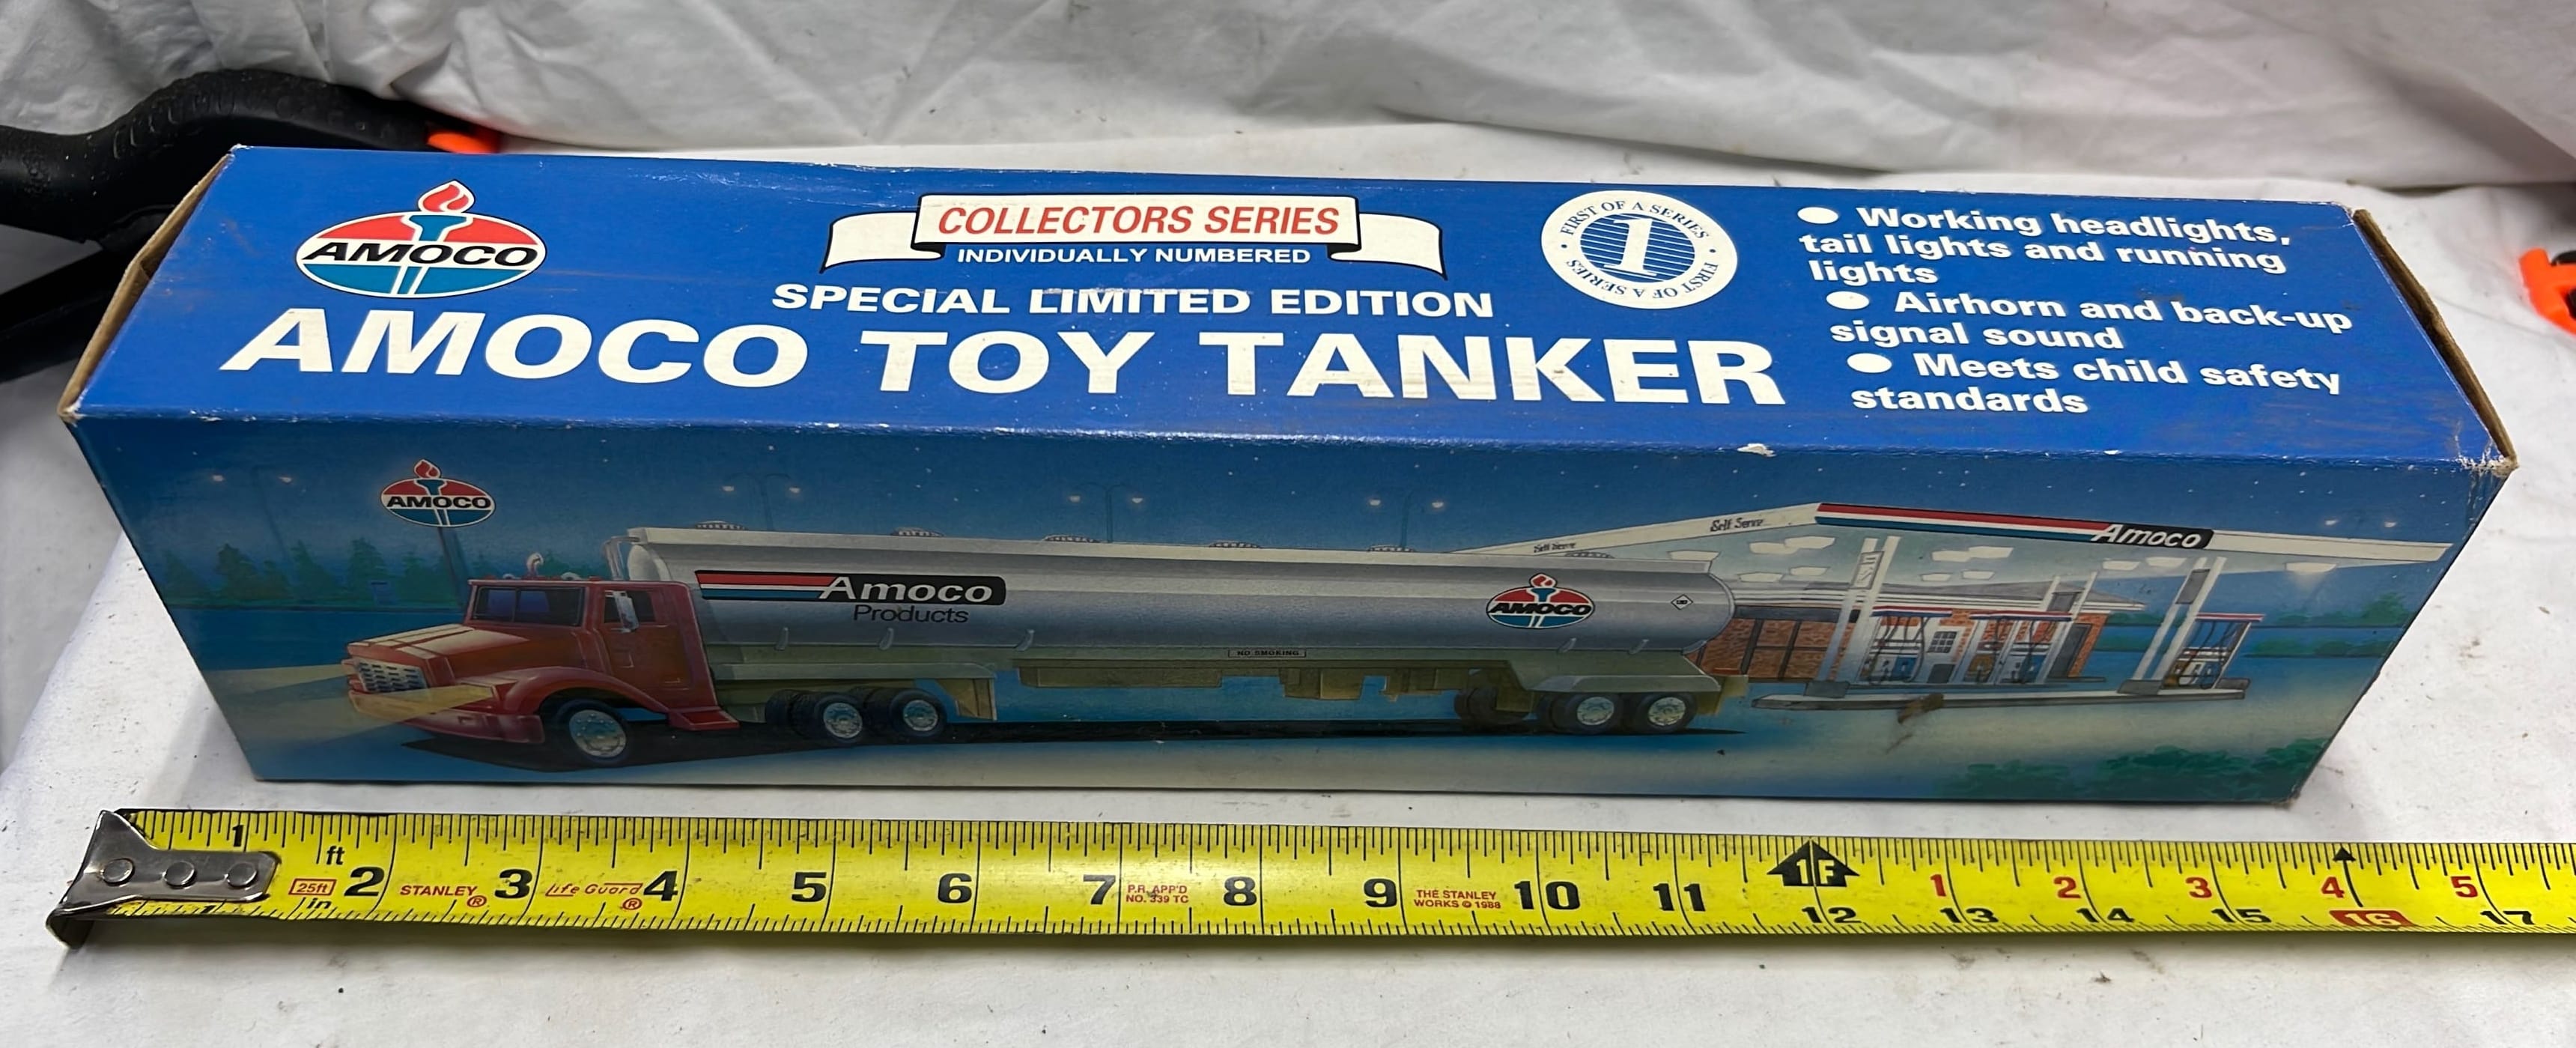 AMOCO
COLLECTORS SERIES
INDIVIDUALLY NUMBERED
SPECIAL LIMITED EDITION
AMOCO TOY TANKER
FIRST OF A SERIES • FIRST OF A SERIES •
1
● Working headlights,
tail lights and running
lights
● Airhorn and back-up
signal sound
● Meets child safety
standards
AMOCO
Amoco
Products
AMOCO
NO SMOKING
Self Serve
Self Serve
Amoco
1 ft 2 3 4 5 6 7 8 9 10 11 1F 1 2 3 4 5
25ft
in
STANLEY®
Life Guard®
P.R. APP'D
NO. 339 TC
THE STANLEY
WORKS © 1988
1 12 13 14 15 16 17